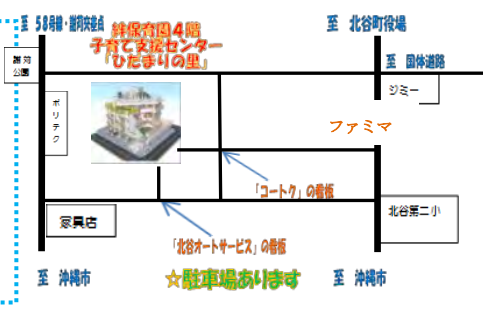 至 58号線・謝苅交差点
絆保育園4階
子育て支援センター
「ひだまりの里」
至 北谷町役場
謝苅
公園
至 国体道路
ジミー
ポリテク
ファミマ
「コートク」の看板
家具店
北谷第二小
「北谷オートサービス」の看板
至 沖縄市
☆駐車場あります
至 沖縄市